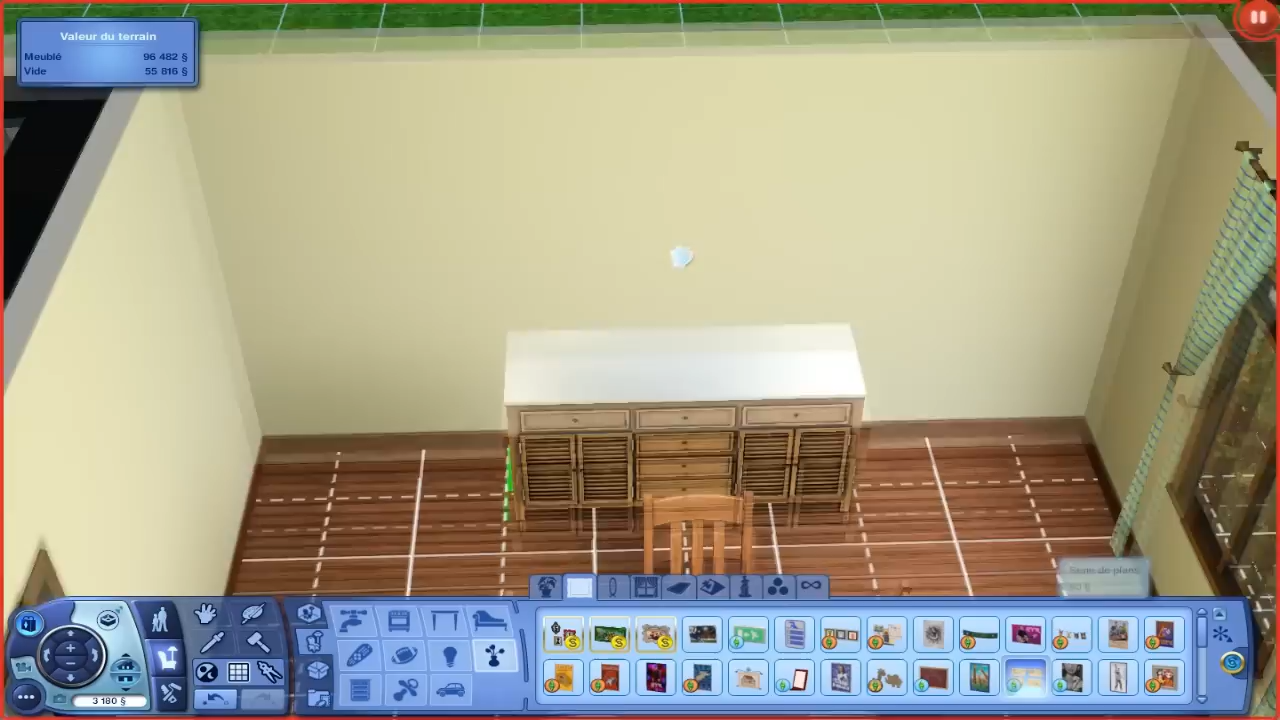 Valeur du terrain
Meublé 96 482 §
Vide 55 816 §
3 180 §